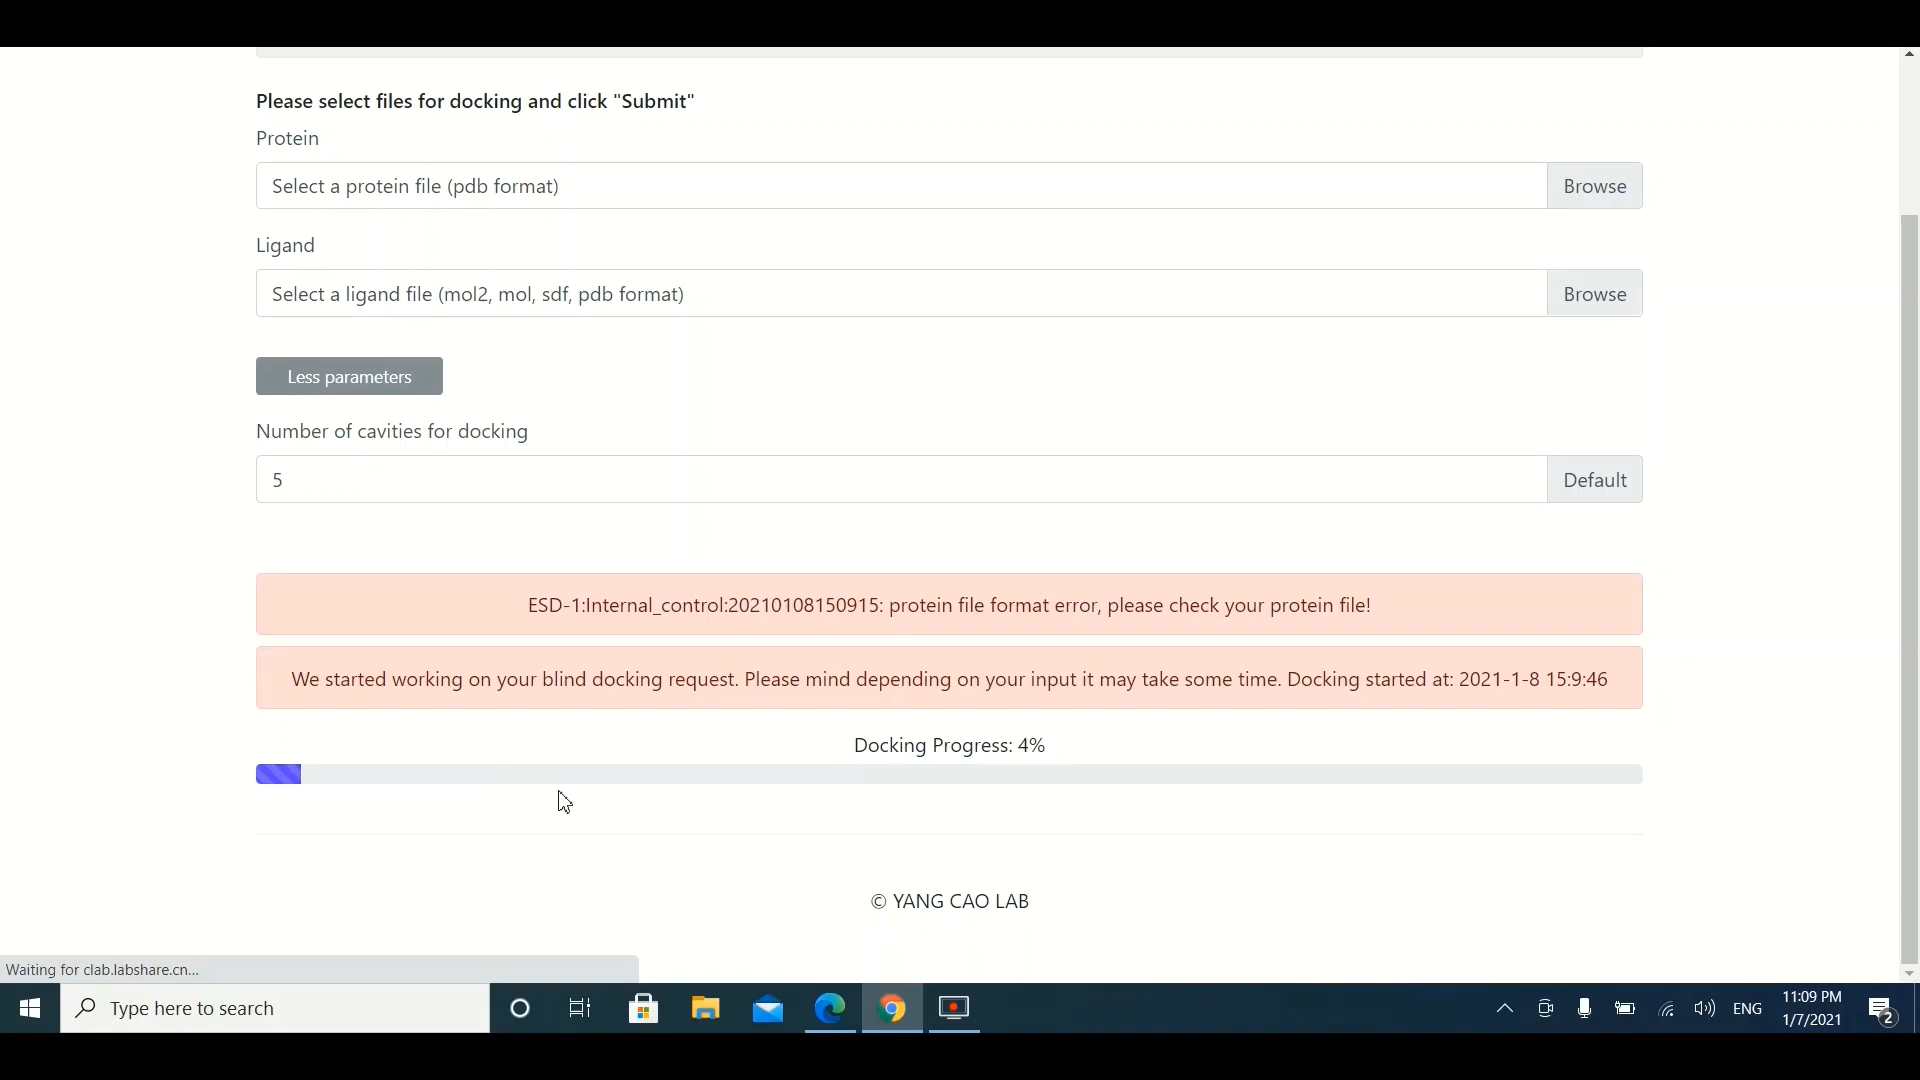 Please select files for docking and click "Submit"
Protein
Select a protein file (pdb format)
Browse
Ligand
Select a ligand file (mol2, mol, sdf, pdb format)
Browse
Less parameters
Number of cavities for docking
5
Default
ESD-1:Internal_control:20210108150915: protein file format error, please check your protein file!
We started working on your blind docking request. Please mind depending on your input it may take some time. Docking started at: 2021-1-8 15:9:46
Docking Progress: 4%
© YANG CAO LAB
Waiting for clab.labshare.cn...
Type here to search
ENG
11:09 PM
1/7/2021
2